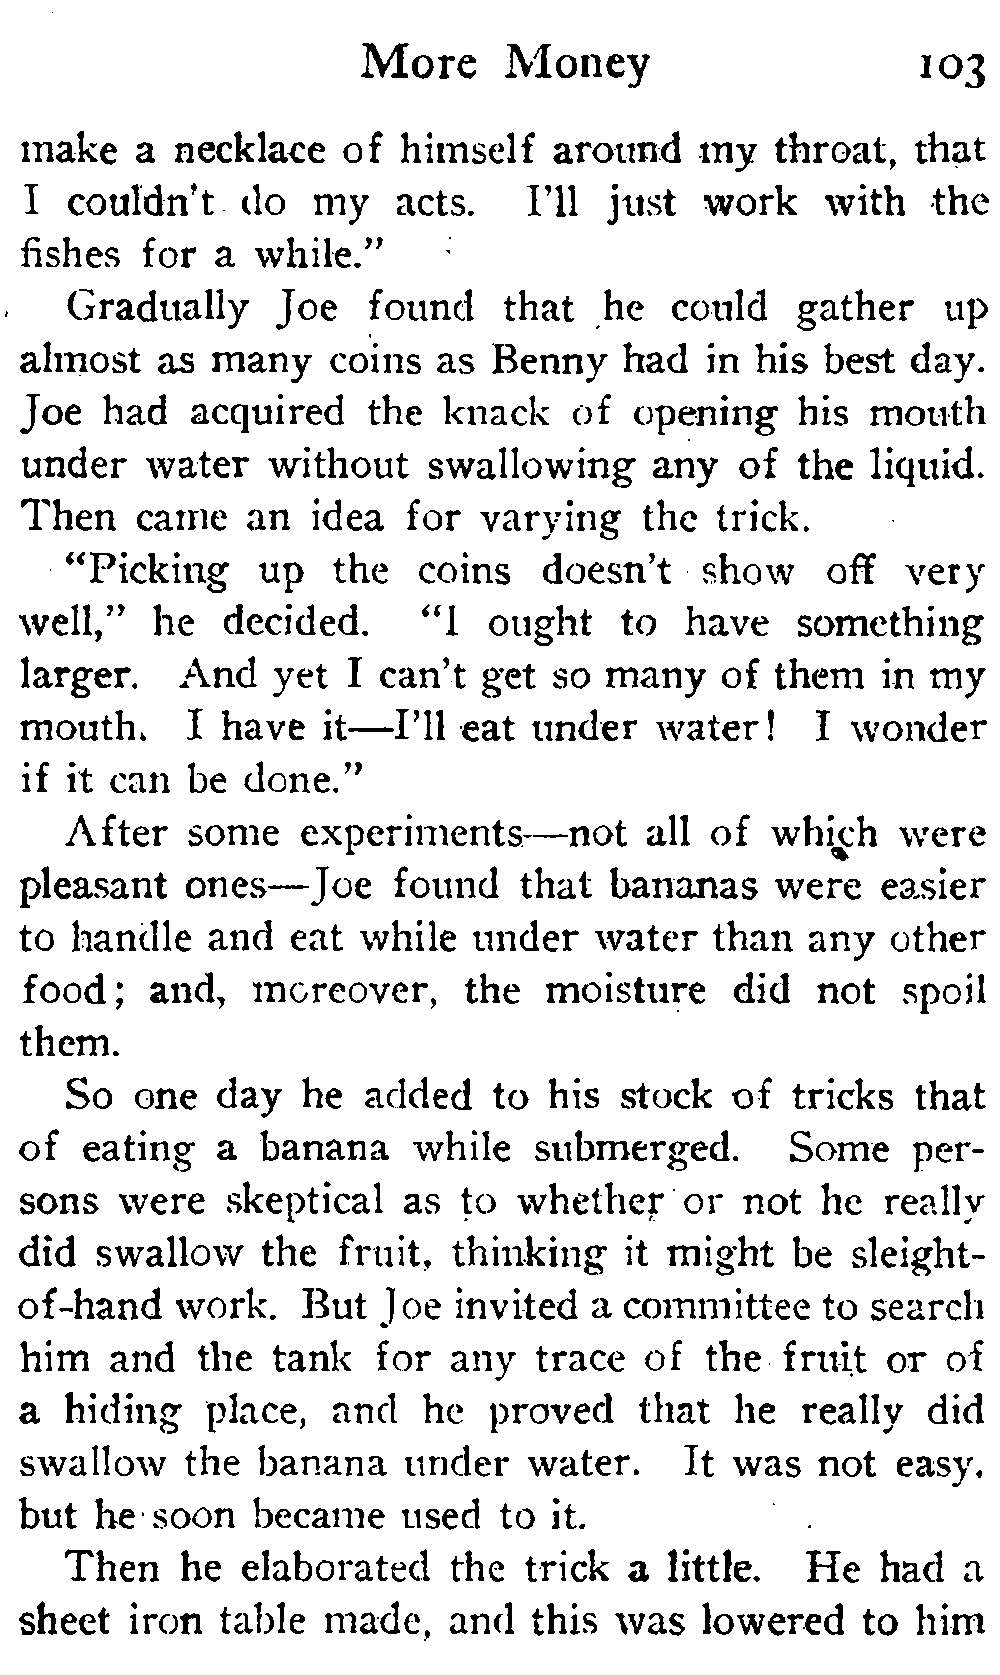 More Money 103
make a necklace of himself around my throat, that
I couldn't do my acts. I'll just work with the
fishes for a while."
Gradually Joe found that he could gather up
almost as many coins as Benny had in his best day.
Joe had acquired the knack of opening his mouth
under water without swallowing any of the liquid.
Then came an idea for varying the trick.
"Picking up the coins doesn't show off very
well," he decided. "I ought to have something
larger. And yet I can't get so many of them in my
mouth. I have it—I'll eat under water! I wonder
if it can be done."
After some experiments—not all of which were
pleasant ones—Joe found that bananas were easier
to handle and eat while under water than any other
food; and, moreover, the moisture did not spoil
them.
So one day he added to his stock of tricks that
of eating a banana while submerged. Some per-
sons were skeptical as to whether or not he really
did swallow the fruit, thinking it might be sleight-
of-hand work. But Joe invited a committee to search
him and the tank for any trace of the fruit or of
a hiding place, and he proved that he really did
swallow the banana under water. It was not easy,
but he soon became used to it.
Then he elaborated the trick a little. He had a
sheet iron table made, and this was lowered to him